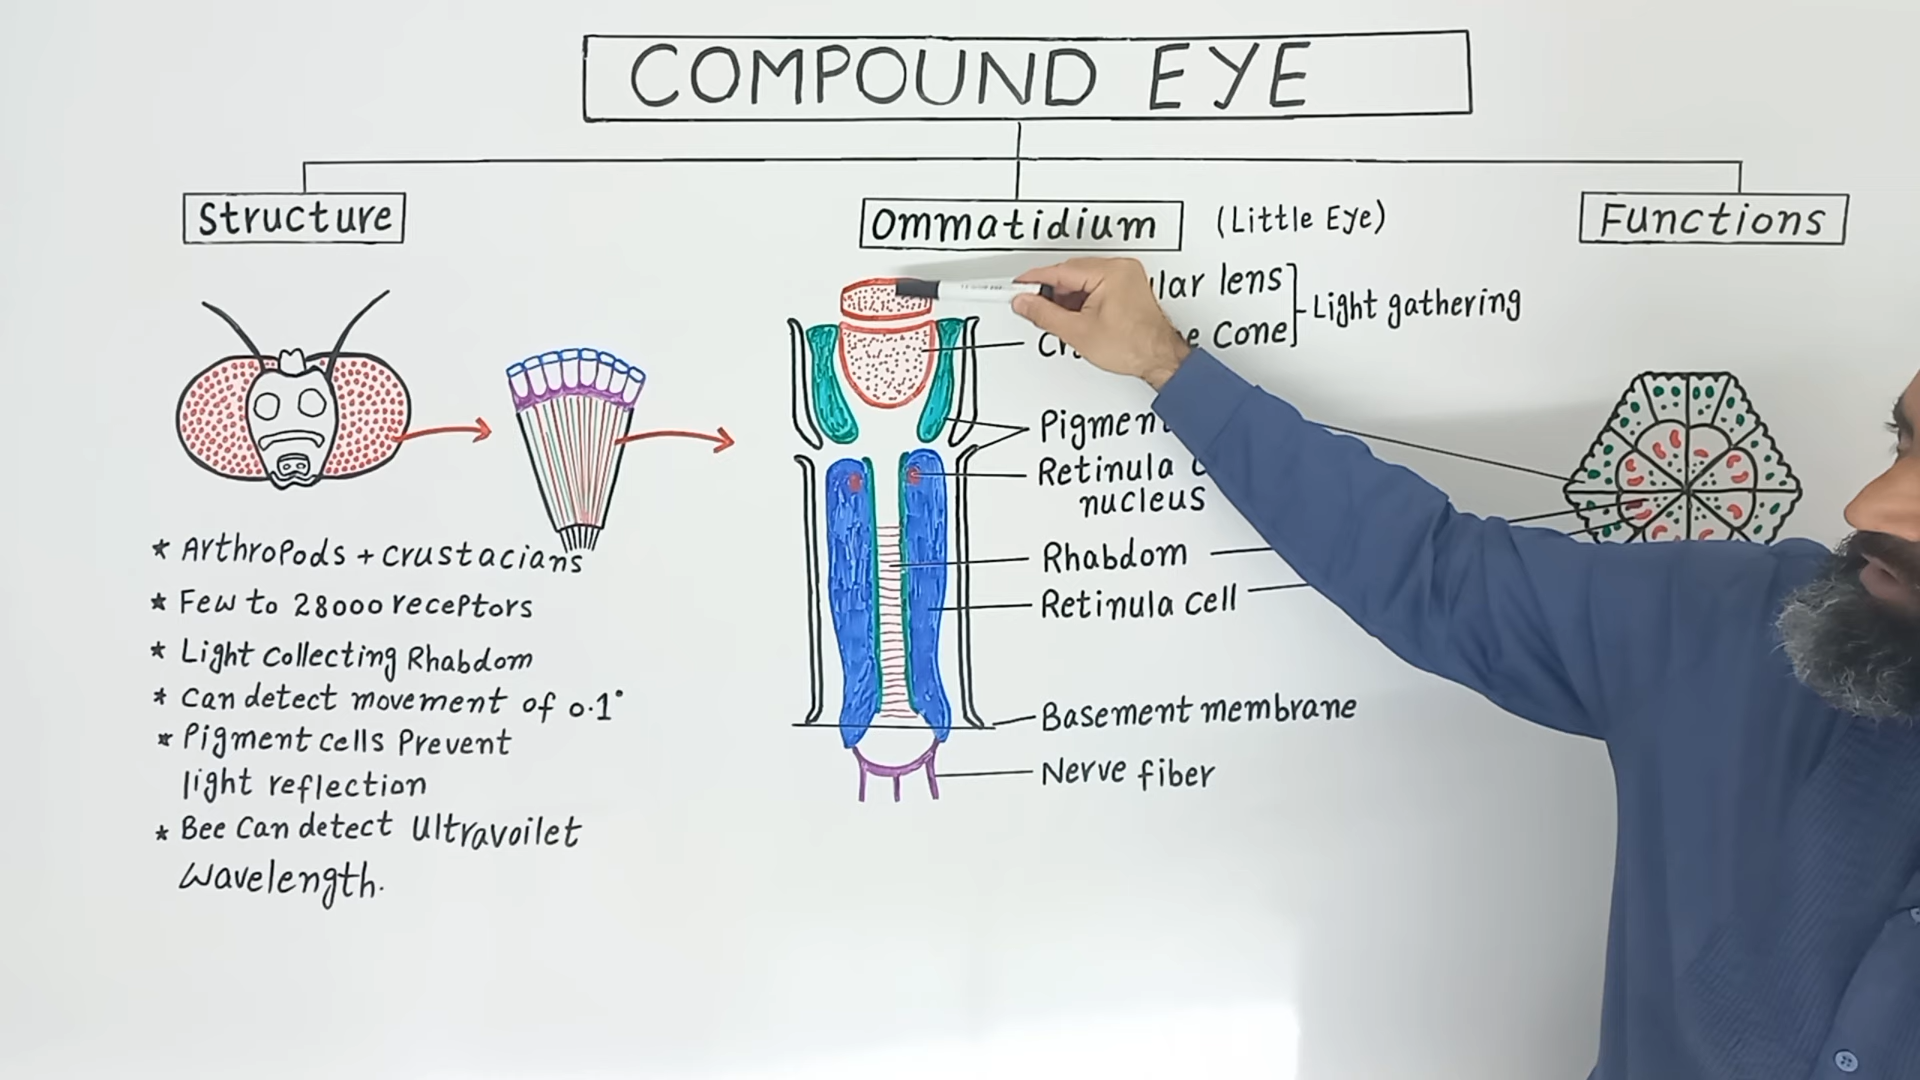 COMPOUND EYE
Structure
Ommatidium (Little Eye)
Functions
lens
Cone
Light gathering
Retinula
nucleus
Rhabdom
Retinula cell
Basement membrane
Nerve fiber
* Arthropods + crustacians
* Few to 28000 receptors
* Light collecting Rhabdom
* Can detect movement of 0.1°
* Pigment cells Prevent
light reflection
* Bee Can detect Ultravoilet
Wavelength.